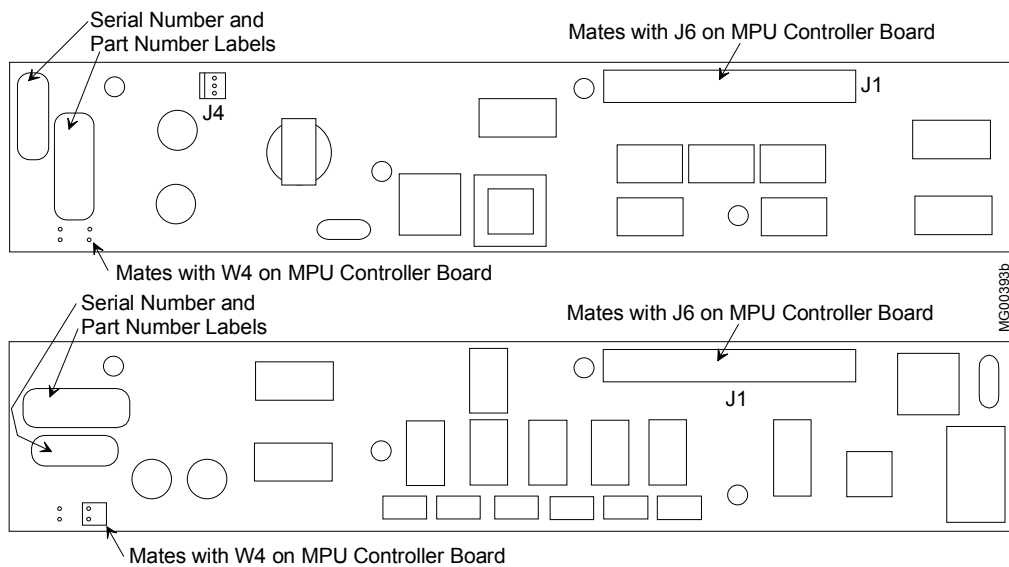 Serial Number and
Part Number Labels
Mates with J6 on MPU Controller Board
J1
J4
Mates with W4 on MPU Controller Board
MG00393b
Serial Number and
Part Number Labels
Mates with J6 on MPU Controller Board
J1
Mates with W4 on MPU Controller Board